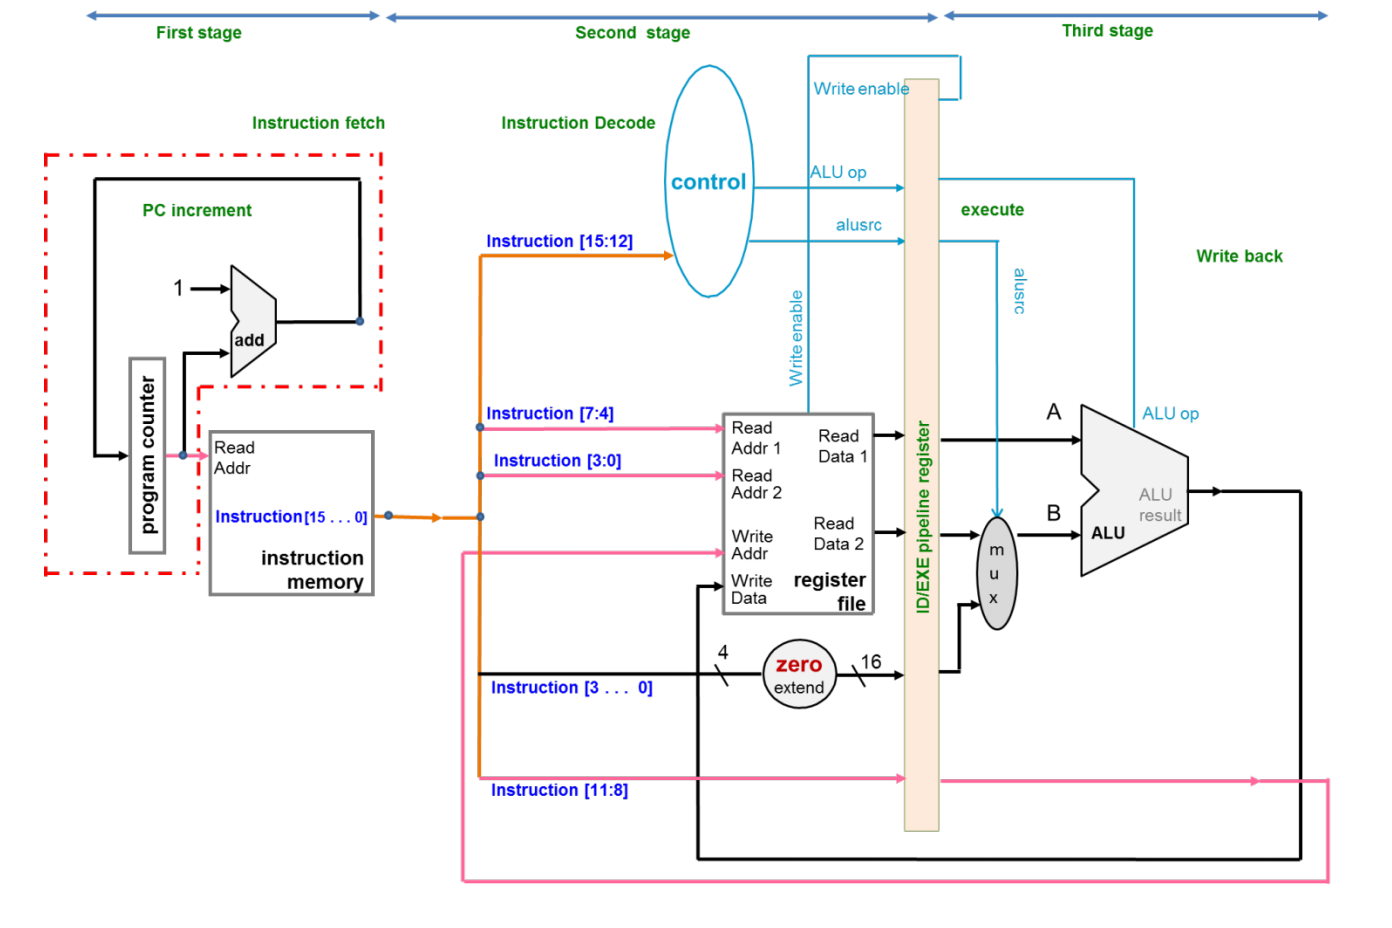 First stage
Second stage
Third stage
Write enable
Instruction fetch
Instruction Decode
control
ALU op
PC increment
execute
alusrc
Instruction [15:12]
Write back
alusrc
1
add
Write enable
program counter
Instruction [7:4]
Read
Addr 1
Read
Data 1
A
ALU op
Read
Addr
Instruction [3:0]
Read
Addr 2
ID/EXE pipeline register
Instruction[15 . . . 0]
instruction
memory
Write
Addr
Read
Data 2
B
ALU
result
ALU
m
u
x
Write
Data
register
file
4
zero
extend
16
Instruction [3 . . . 0]
Instruction [11:8]